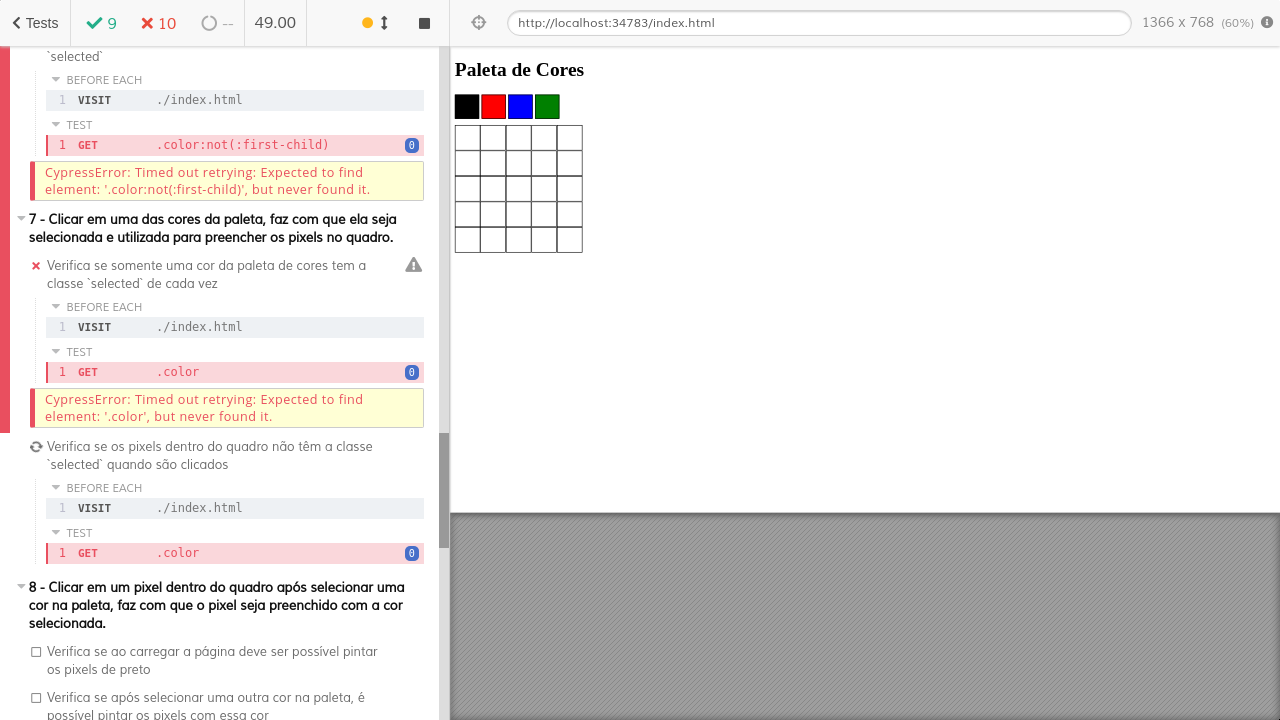 Tests
9
10
--
49.00
http://localhost:34783/index.html
1366 x 768 (60%)
`selected`
BEFORE EACH
1 VISIT ./index.html
TEST
1 GET .color:not(:first-child) 0
CypressError: Timed out retrying: Expected to find
element: '.color:not(:first-child)', but never found it.
7 - Clicar em uma das cores da paleta, faz com que ela seja
selecionada e utilizada para preencher os pixels no quadro.
Verifica se somente uma cor da paleta de cores tem a
classe `selected` de cada vez
BEFORE EACH
1 VISIT ./index.html
TEST
1 GET .color 0
CypressError: Timed out retrying: Expected to find
element: '.color', but never found it.
Verifica se os pixels dentro do quadro não têm a classe
`selected` quando são clicados
BEFORE EACH
1 VISIT ./index.html
TEST
1 GET .color 0
8 - Clicar em um pixel dentro do quadro após selecionar uma
cor na paleta, faz com que o pixel seja preenchido com a cor
selecionada.
Verifica se ao carregar a página deve ser possível pintar
os pixels de preto
Verifica se após selecionar uma outra cor na paleta, é
possível pintar os pixels com essa cor
Paleta de Cores